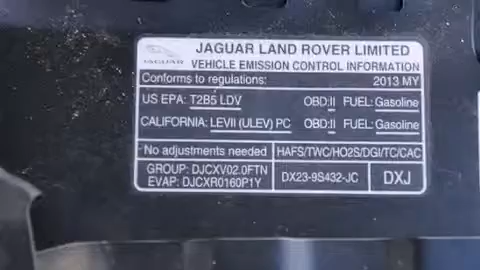 JAGUAR LAND ROVER LIMITED
JAGUAR
VEHICLE EMISSION CONTROL INFORMATION
Conforms to regulations: 2013 MY
US EPA: T2B5 LDV OBD:II FUEL: Gasoline
CALIFORNIA: LEVII (ULEV) PC OBD:II FUEL: Gasoline
No adjustments needed HAFS/TWC/HO2S/DGI/TC/CAC
GROUP: DJCXV02.0FTN
EVAP: DJCXR0160P1Y
DX23-9S432-JC
DXJ